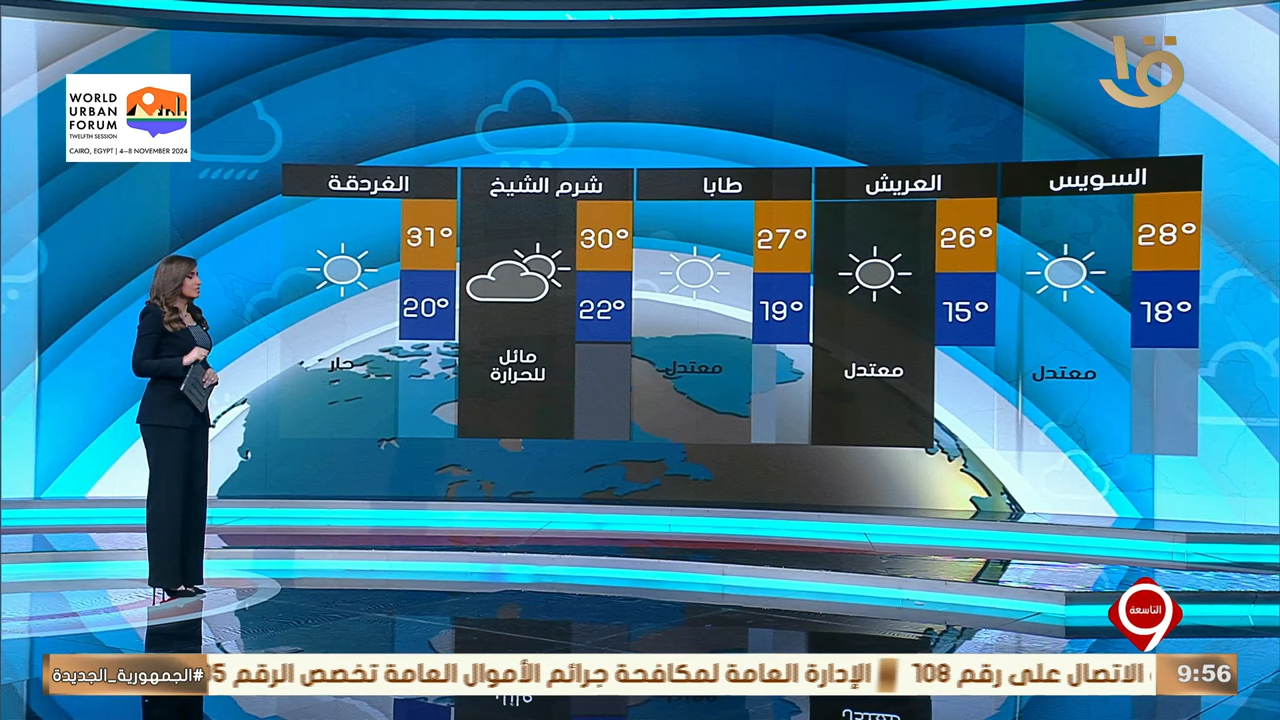 WORLD
URBAN
FORUM
TWELFTH SESSION
CAIRO, EGYPT | 4–8 NOVEMBER 2024
السويس
28°
18°
معتدل
العريش
26°
15°
معتدل
طابا
27°
19°
معتدل
شرم الشيخ
30°
22°
مائل
للحرارة
الغردقة
31°
20°
حار
التاسعة
9
9:56
الاتصال على رقم 108
الإدارة العامة لمكافحة جرائم الأموال العامة تخصص الرقم
#الجمهورية_الجديدة